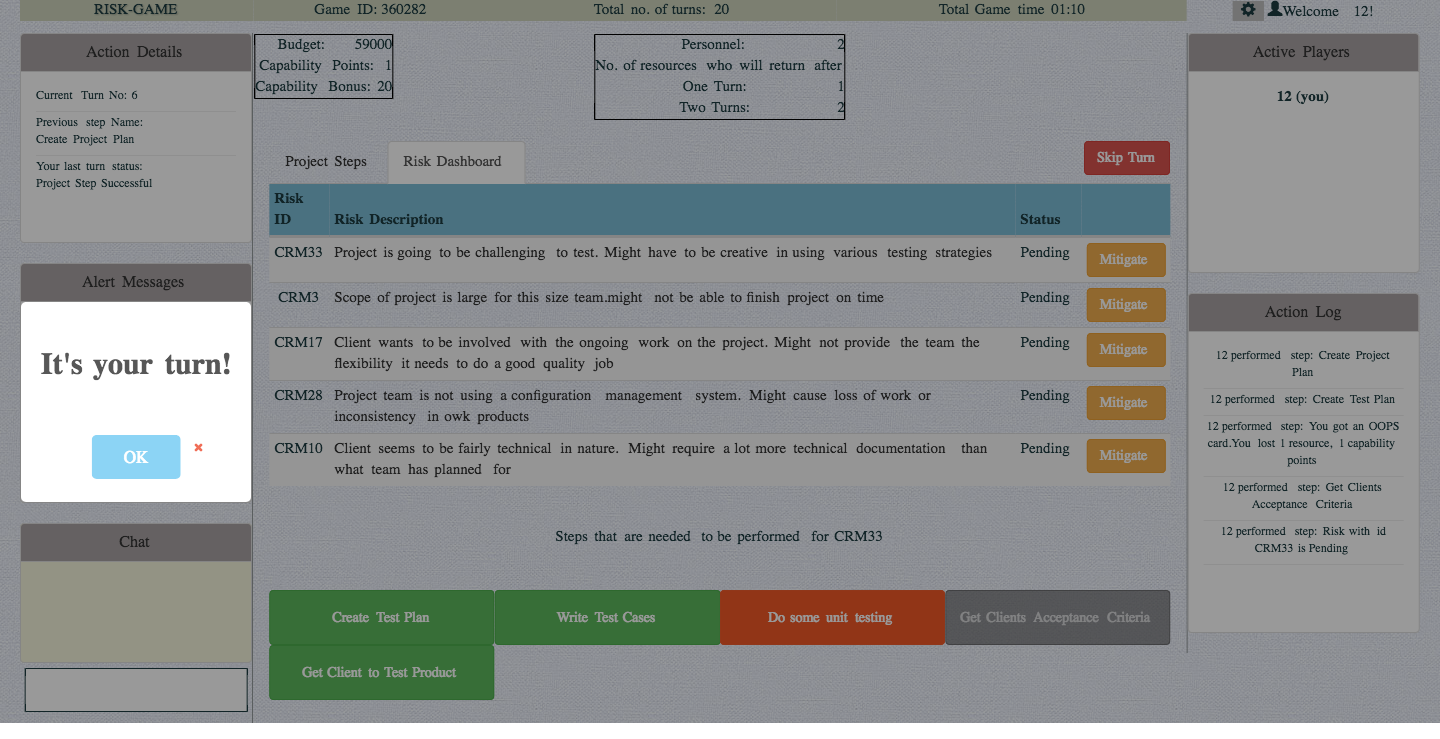 RISK-GAME
Game ID: 360282
Total no. of turns: 20
Total Game time 01:10
Welcome 12!
Action Details
Current Turn No: 6
Previous step Name:
Create Project Plan
Your last turn status:
Project Step Successful
Alert Messages
It's your turn!
OK
Chat
Budget: 59000
Capability Points: 1
Capability Bonus: 20
Personnel: 2
No. of resources who will return after
One Turn: 1
Two Turns: 2
Project Steps
Risk Dashboard
Skip Turn
Risk
ID
Risk Description
Status
CRM33 Project is going to be challenging to test. Might have to be creative in using various testing strategies Pending Mitigate
CRM3 Scope of project is large for this size team.might not be able to finish project on time Pending Mitigate
CRM17 Client wants to be involved with the ongoing work on the project. Might not provide the team the Pending Mitigate
flexibility it needs to do a good quality job
CRM28 Project team is not using a configuration management system. Might cause loss of work or Pending Mitigate
inconsistency in owk products
CRM10 Client seems to be fairly technical in nature. Might require a lot more technical documentation than Pending Mitigate
what team has planned for
Steps that are needed to be performed for CRM33
Create Test Plan
Write Test Cases
Do some unit testing
Get Clients Acceptance Criteria
Get Client to Test Product
Active Players
12 (you)
Action Log
12 performed step: Create Project
Plan
12 performed step: Create Test Plan
12 performed step: You got an OOPS
card.You lost 1 resource, 1 capability
points
12 performed step: Get Clients
Acceptance Criteria
12 performed step: Risk with id
CRM33 is Pending